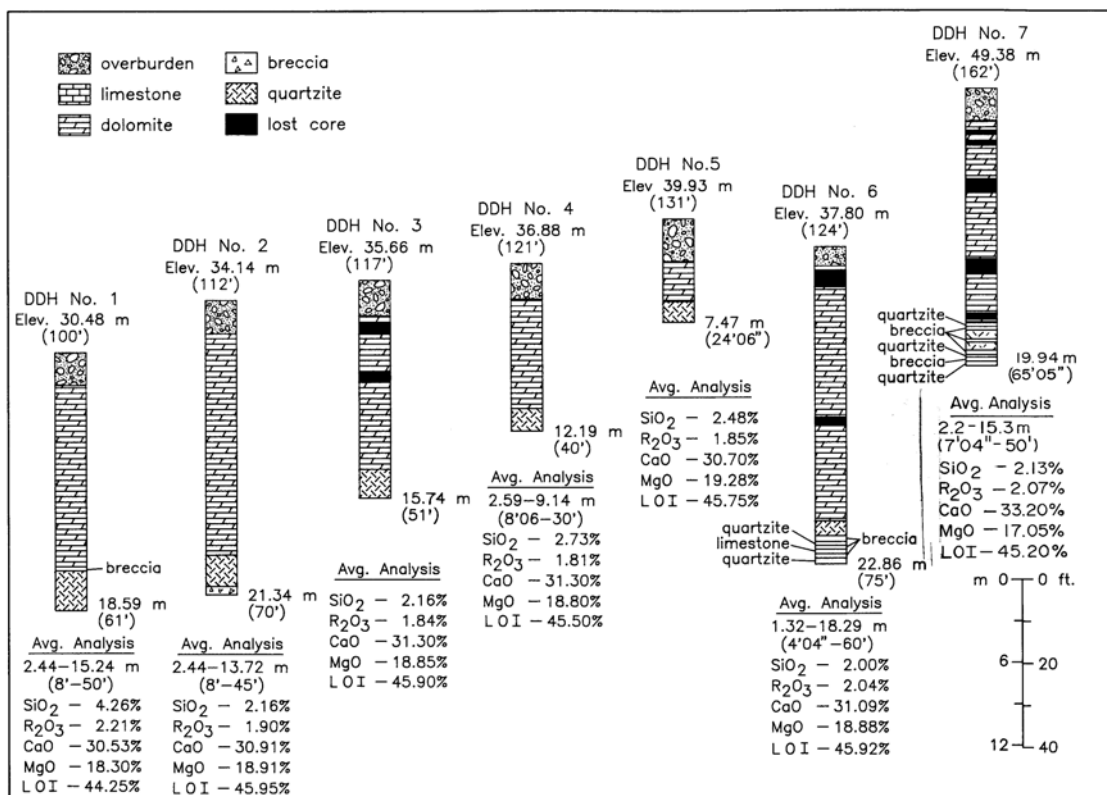 overburden
limestone
dolomite
breccia
quartzite
lost core
DDH No. 1
Elev. 30.48 m
(100')
breccia
18.59 m
(61')
Avg. Analysis
2.44–15.24 m
(8'–50')
SiO₂ – 4.26%
R₂O₃ – 2.21%
CaO – 30.53%
MgO – 18.30%
LOI – 44.25%
DDH No. 2
Elev. 34.14 m
(112')
21.34 m
(70')
Avg. Analysis
2.44–13.72 m
(8'–45')
SiO₂ – 2.16%
R₂O₃ – 1.90%
CaO – 30.91%
MgO – 18.91%
LOI – 45.95%
DDH No. 3
Elev. 35.66 m
(117')
15.74 m
(51')
Avg. Analysis
SiO₂ – 2.16%
R₂O₃ – 1.84%
CaO – 31.30%
MgO – 18.85%
LOI – 45.90%
DDH No. 4
Elev. 36.88 m
(121')
12.19 m
(40')
Avg. Analysis
2.59–9.14 m
(8'06–30')
SiO₂ – 2.73%
R₂O₃ – 1.81%
CaO – 31.30%
MgO – 18.80%
LOI – 45.50%
DDH No.5
Elev 39.93 m
(131')
7.47 m
(24'06")
Avg. Analysis
SiO₂ – 2.48%
R₂O₃ – 1.85%
CaO – 30.70%
MgO – 19.28%
LOI – 45.75%
DDH No. 6
Elev. 37.80 m
(124')
quartzite
limestone
quartzite
breccia
22.86 m
(75')
Avg. Analysis
1.32–18.29 m
(4'04"–60')
SiO₂ – 2.00%
R₂O₃ – 2.04%
CaO – 31.09%
MgO – 18.88%
LOI – 45.92%
DDH No. 7
Elev. 49.38 m
(162')
quartzite
breccia
quartzite
breccia
quartzite
19.94 m
(65'05")
Avg. Analysis
2.2–15.3 m
(7'04"–50')
SiO₂ – 2.13%
R₂O₃ – 2.07%
CaO – 33.20%
MgO – 17.05%
LOI – 45.20%
m 0 0 ft.
6 20
12 40